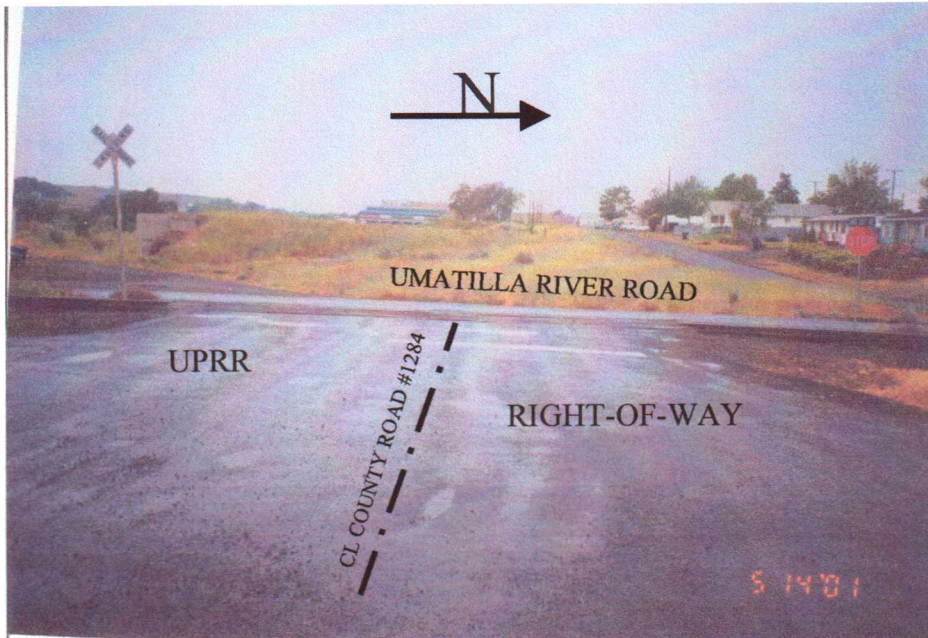 N
UMATILLA RIVER ROAD
UPRR
CL COUNTY ROAD #1284
RIGHT-OF-WAY
5 14'01